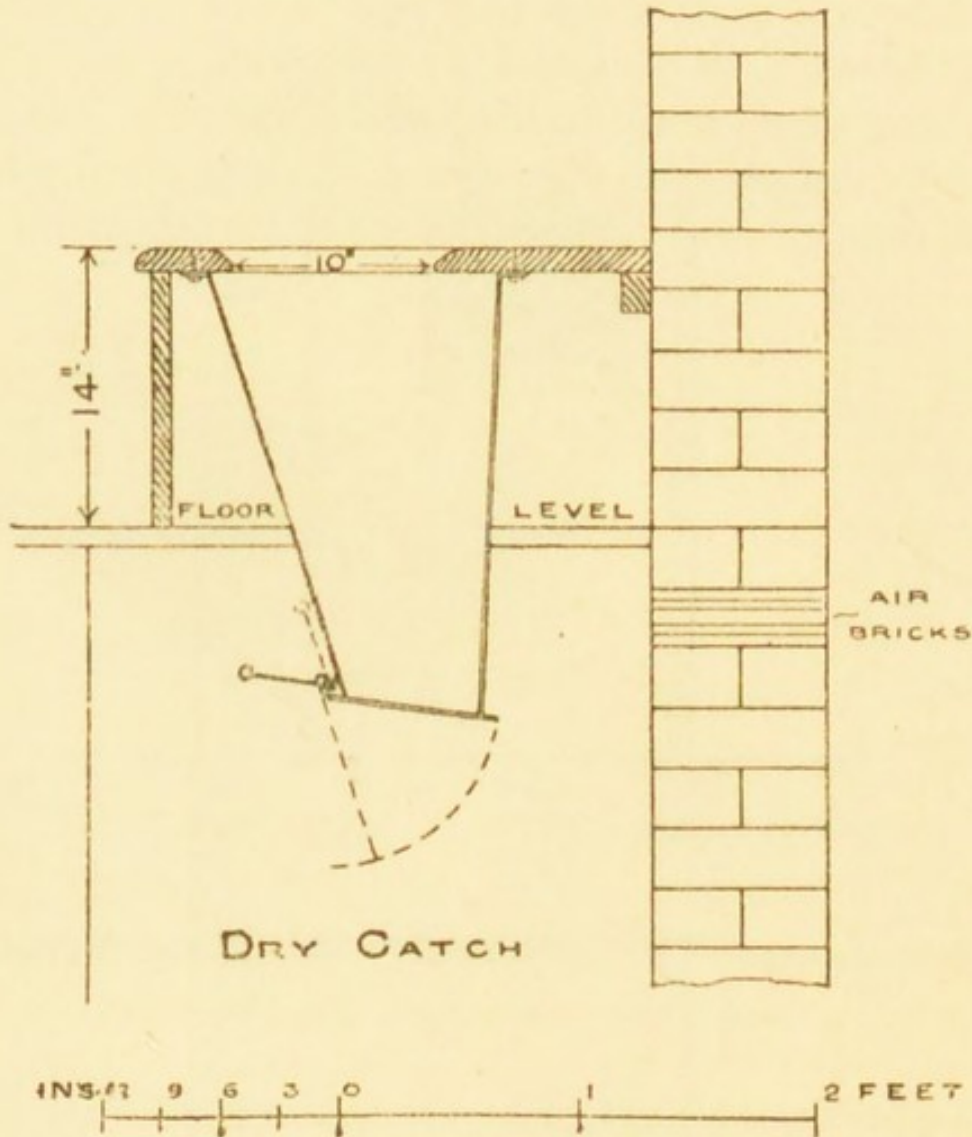 10"
14"
FLOOR LEVEL
AIR
BRICKS
DRY CATCH
INS. 12 9 6 3 0 1 2 FEET